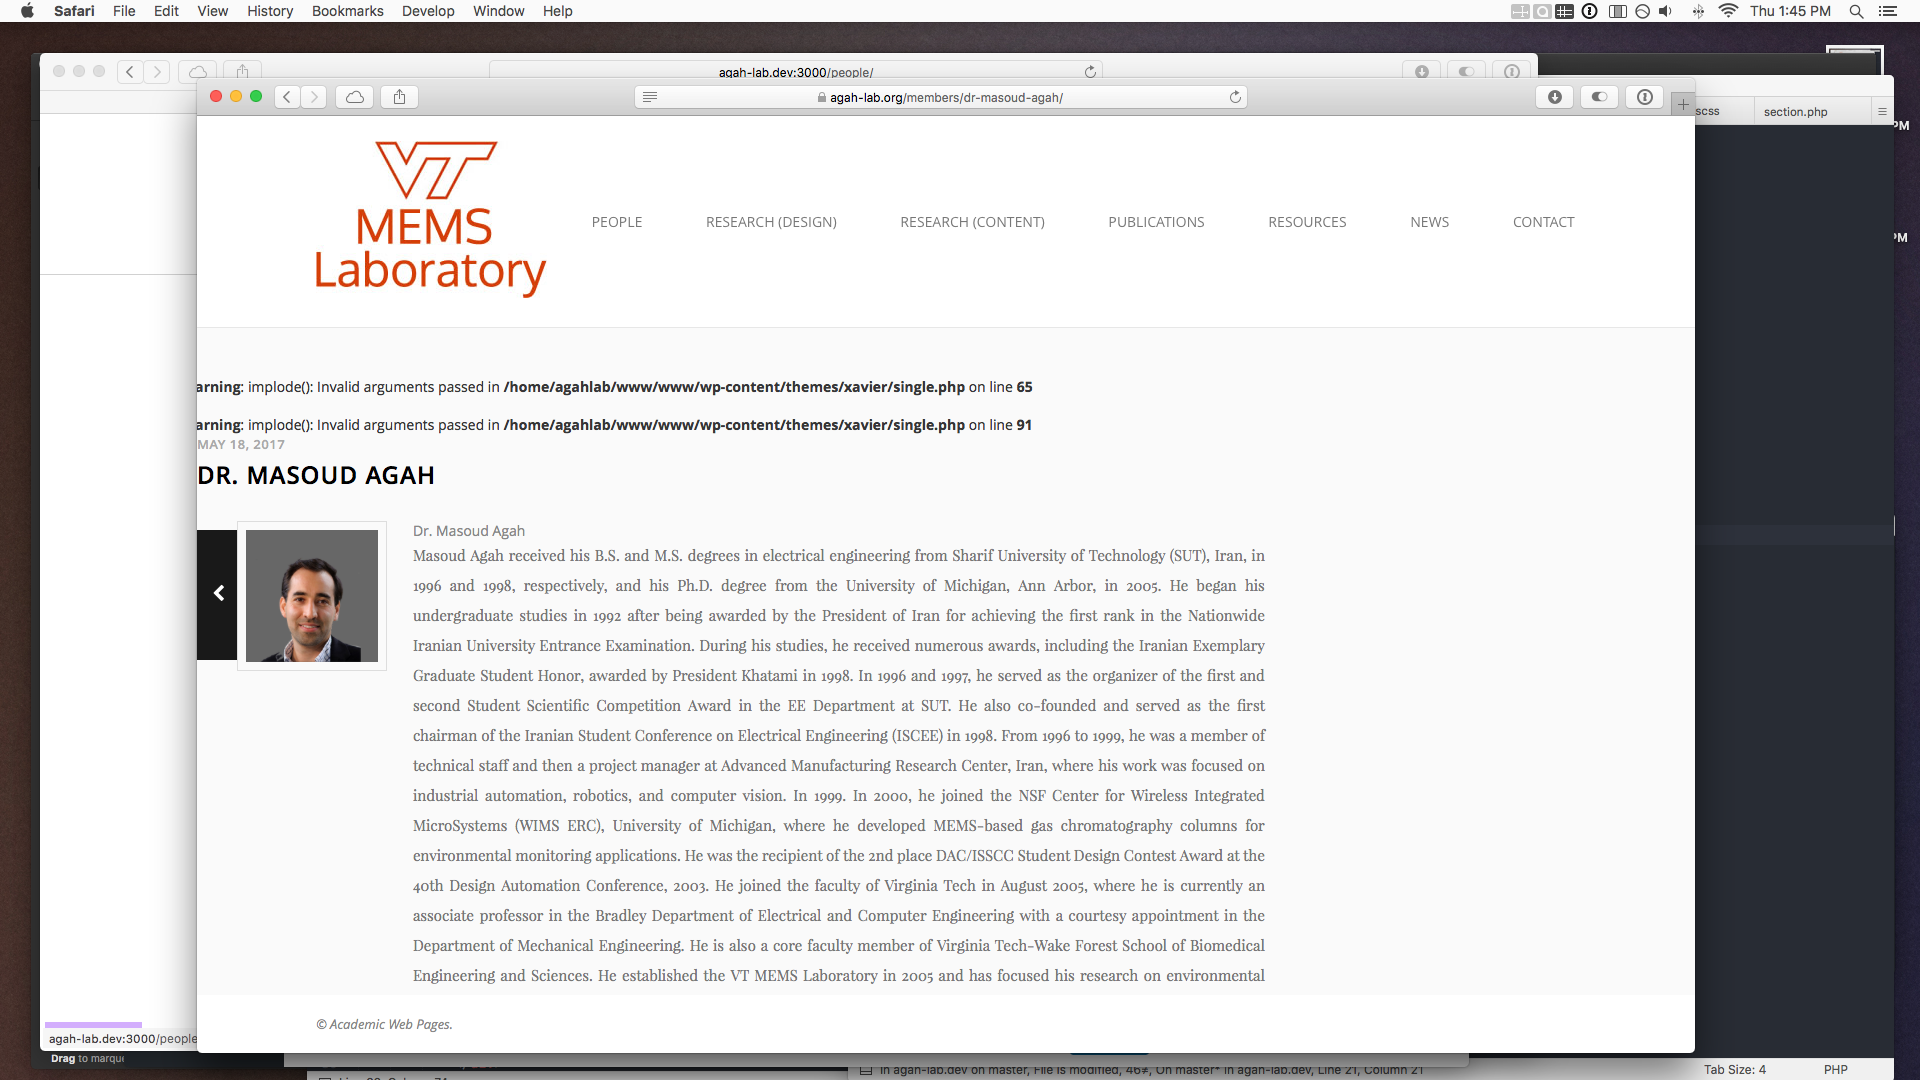 Safari File Edit View History Bookmarks Develop Window Help
Thu 1:45 PM
agah-lab.dev:3000/people/
agah-lab.org/members/dr-masoud-agah/
scss
section.php
PM
PM
VT
MEMS
Laboratory
PEOPLE RESEARCH (DESIGN) RESEARCH (CONTENT) PUBLICATIONS RESOURCES NEWS CONTACT
arning: implode(): Invalid arguments passed in /home/agahlab/www/www/wp-content/themes/xavier/single.php on line 65
arning: implode(): Invalid arguments passed in /home/agahlab/www/www/wp-content/themes/xavier/single.php on line 91
MAY 18, 2017
DR. MASOUD AGAH
Dr. Masoud Agah
Masoud Agah received his B.S. and M.S. degrees in electrical engineering from Sharif University of Technology (SUT), Iran, in
1996 and 1998, respectively, and his Ph.D. degree from the University of Michigan, Ann Arbor, in 2005. He began his
undergraduate studies in 1992 after being awarded by the President of Iran for achieving the first rank in the Nationwide
Iranian University Entrance Examination. During his studies, he received numerous awards, including the Iranian Exemplary
Graduate Student Honor, awarded by President Khatami in 1998. In 1996 and 1997, he served as the organizer of the first and
second Student Scientific Competition Award in the EE Department at SUT. He also co-founded and served as the first
chairman of the Iranian Student Conference on Electrical Engineering (ISCEE) in 1998. From 1996 to 1999, he was a member of
technical staff and then a project manager at Advanced Manufacturing Research Center, Iran, where his work was focused on
industrial automation, robotics, and computer vision. In 1999. In 2000, he joined the NSF Center for Wireless Integrated
MicroSystems (WIMS ERC), University of Michigan, where he developed MEMS-based gas chromatography columns for
environmental monitoring applications. He was the recipient of the 2nd place DAC/ISSCC Student Design Contest Award at the
40th Design Automation Conference, 2003. He joined the faculty of Virginia Tech in August 2005, where he is currently an
associate professor in the Bradley Department of Electrical and Computer Engineering with a courtesy appointment in the
Department of Mechanical Engineering. He is also a core faculty member of Virginia Tech-Wake Forest School of Biomedical
Engineering and Sciences. He established the VT MEMS Laboratory in 2005 and has focused his research on environmental
© Academic Web Pages.
agah-lab.dev:3000/people
Drag to marqu
In agah-lab.dev on master, File is modified, 46≠, On master* in agah-lab.dev, Line 21, Column 21
Tab Size: 4 PHP